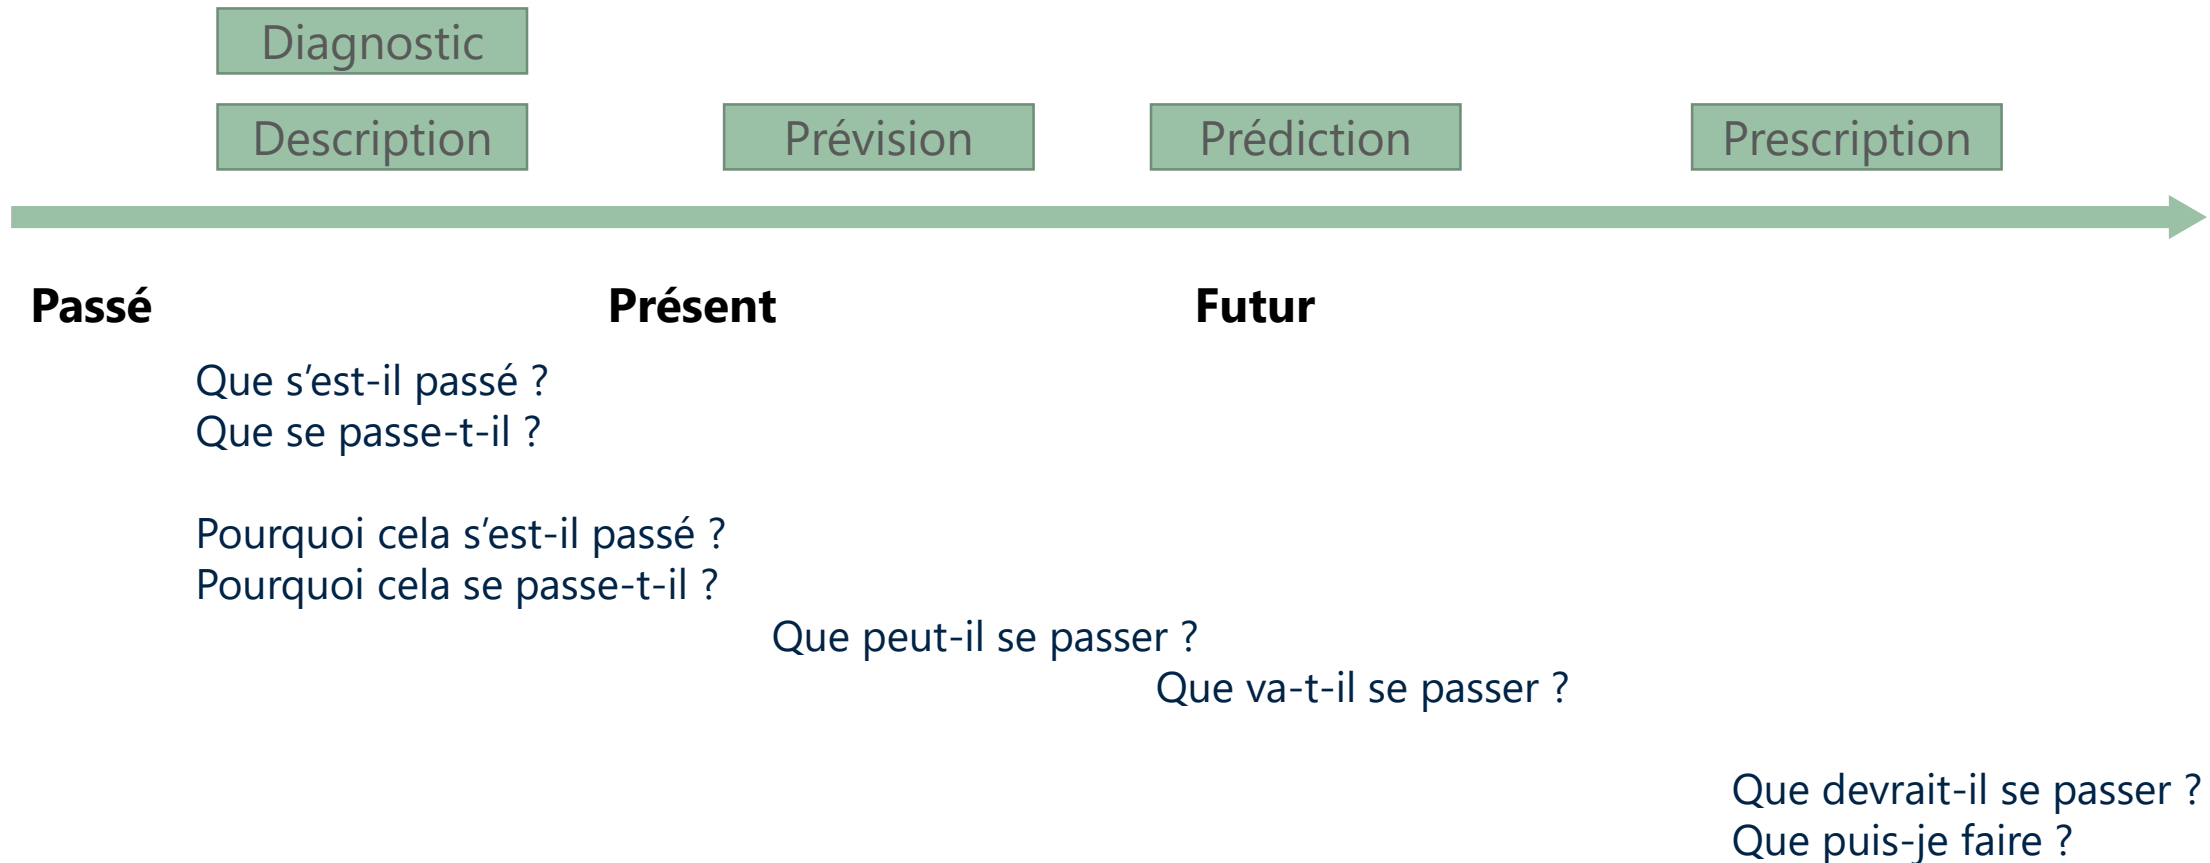 Diagnostic
Description
Prévision
Prédiction
Prescription
Passé
Présent
Futur
Que s’est-il passé ?
Que se passe-t-il ?
Pourquoi cela s’est-il passé ?
Pourquoi cela se passe-t-il ?
Que peut-il se passer ?
Que va-t-il se passer ?
Que devrait-il se passer ?
Que puis-je faire ?